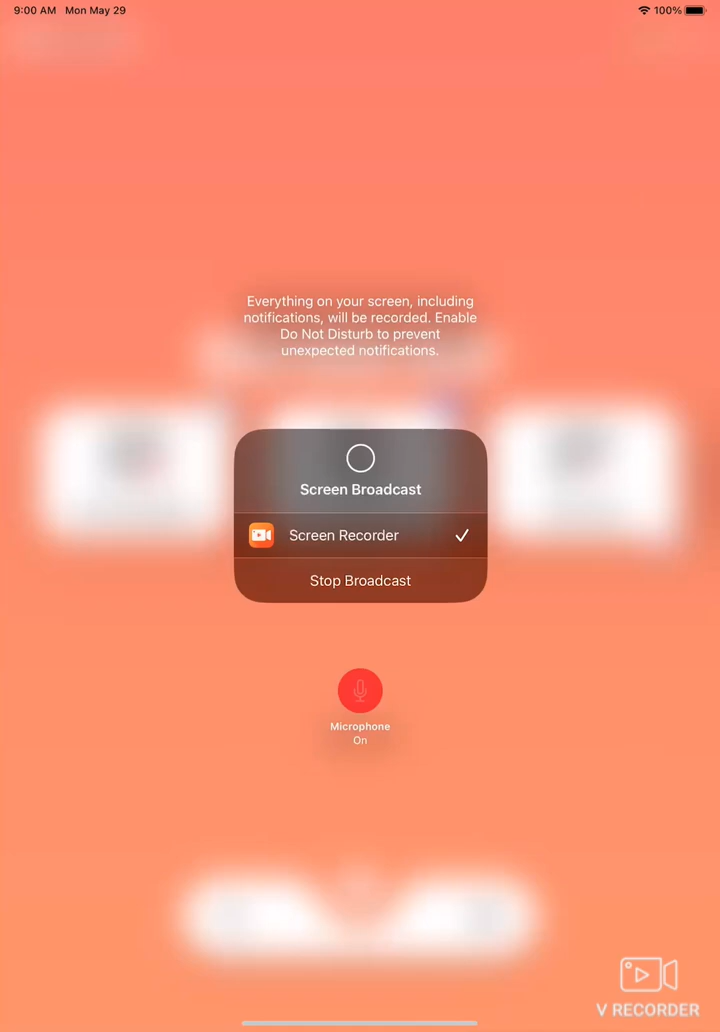 9:00 AM Mon May 29 100%
Everything on your screen, including
notifications, will be recorded. Enable
Do Not Disturb to prevent
unexpected notifications.
Screen Broadcast
Screen Recorder
Stop Broadcast
Microphone
On
V RECORDER